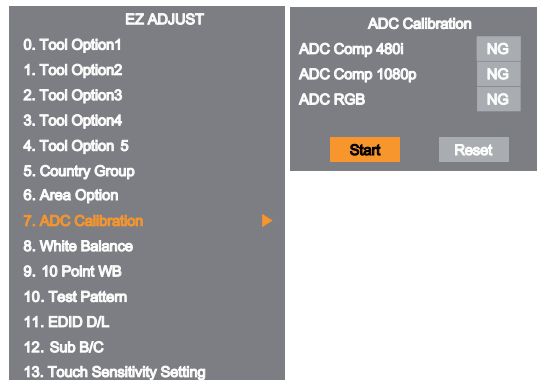 EZ ADJUST
0. Tool Option1
1. Tool Option2
2. Tool Option3
3. Tool Option4
4. Tool Option 5
5. Country Group
6. Area Option
7. ADC Calibration
8. White Balance
9. 10 Point WB
10. Test Pattern
11. EDID D/L
12. Sub B/C
13. Touch Sensitivity Setting
ADC Calibration
ADC Comp 480i NG
ADC Comp 1080p NG
ADC RGB NG
Start Reset